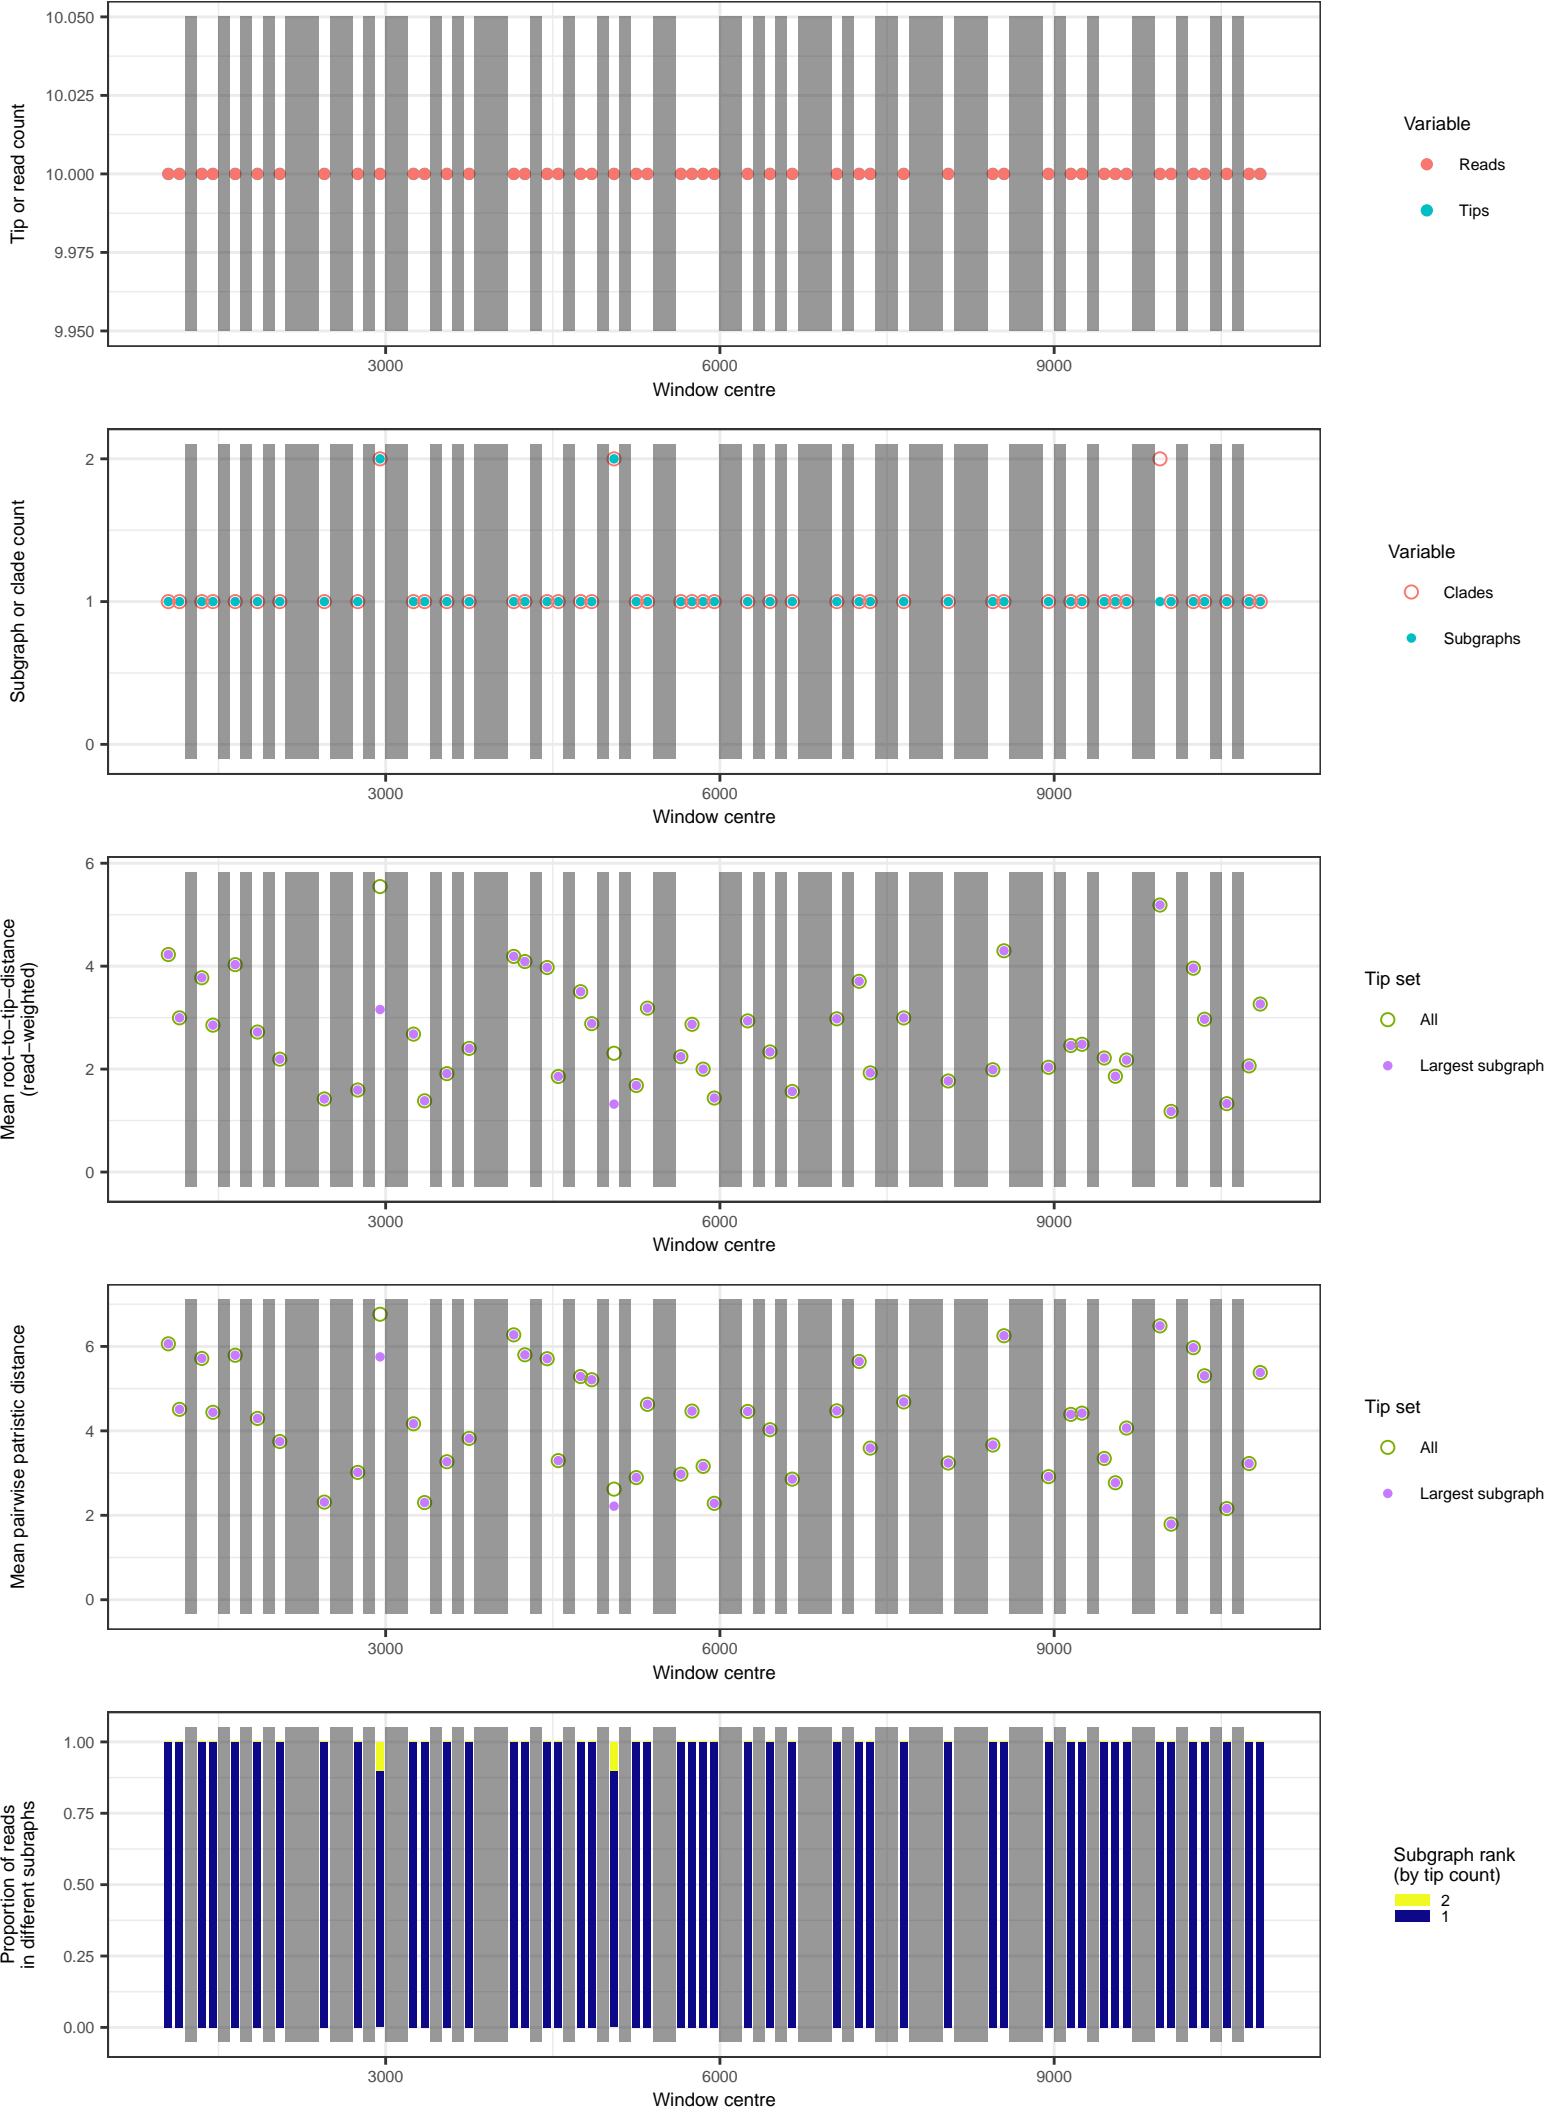 10.050
10.025
10.000
9.975
9.950
Tip or read count
3000
6000
9000
Window centre
Variable
Reads
Tips
2
1
0
Subgraph or clade count
3000
6000
9000
Window centre
Variable
Clades
Subgraphs
6
4
2
0
Mean root−to−tip−distance
(read−weighted)
3000
6000
9000
Window centre
Tip set
All
Largest subgraph
6
4
2
0
Mean pairwise patristic distance
3000
6000
9000
Window centre
Tip set
All
Largest subgraph
1.00
0.75
0.50
0.25
0.00
Proportion of reads
in different subraphs
3000
6000
9000
Window centre
Subgraph rank
(by tip count)
2
1